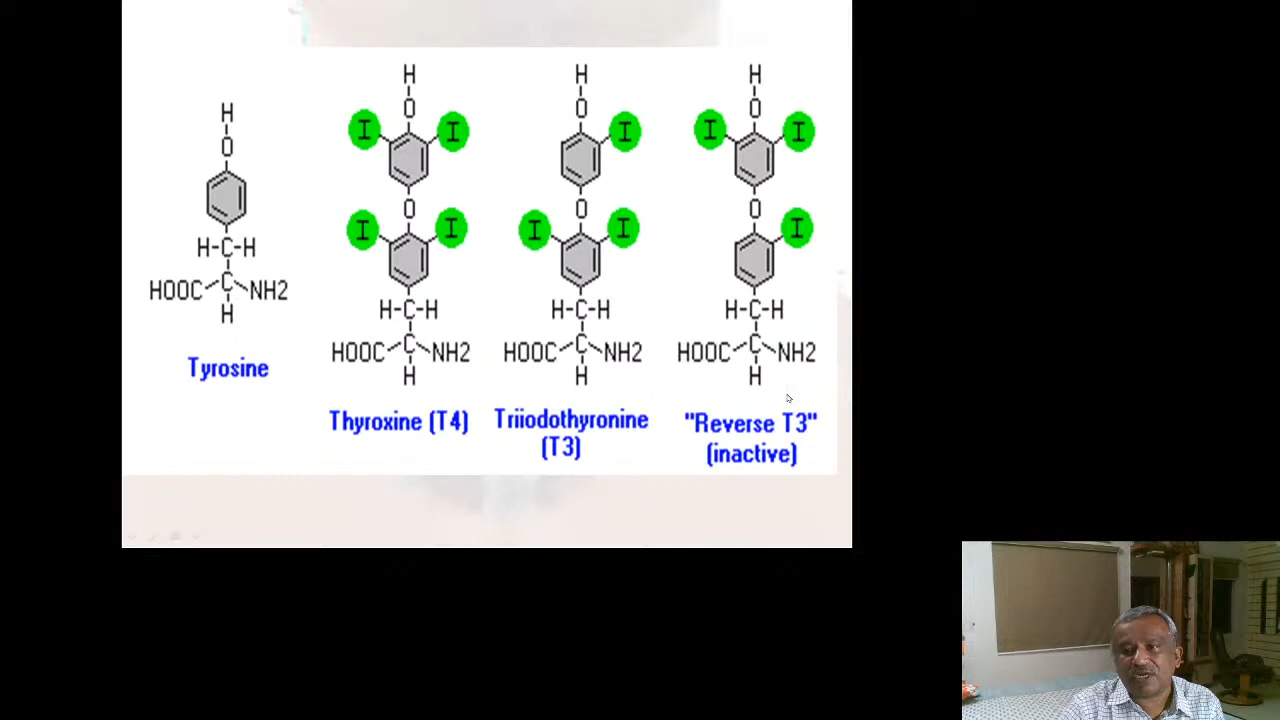 H
O
H-C-H
HOOC C NH2
H
Tyrosine
H
O
I I
O
I I
H-C-H
HOOC C NH2
H
Thyroxine (T4)
H
O
I
O
I I
H-C-H
HOOC C NH2
H
Triiodothyronine
(T3)
H
O
I I
O
I
H-C-H
HOOC C NH2
H
"Reverse T3"
(inactive)